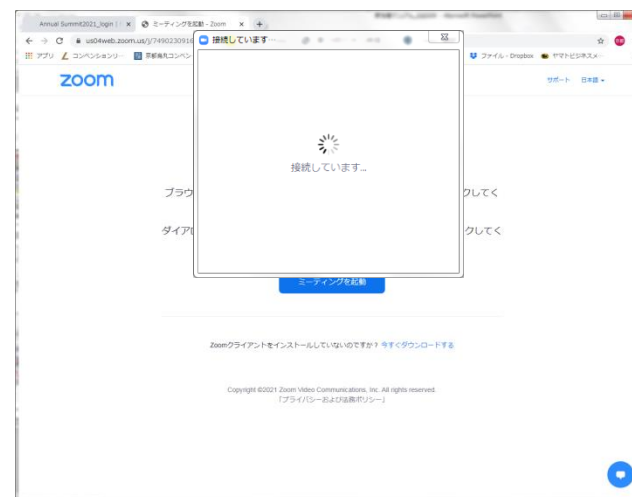 Annual Summit2021_login |
ミーティングを起動 - Zoom
us04web.zoom.us/j/7490230916
接続しています
アプリ
コンベンションリ
ファイル - Dropbox
ヤマトビジネスメ
zoom
サポート 日本語
接続しています...
ブラウ
クしてく
ダイアロ
クしてく
ミーティングを起動
Zoomクライアントをインストールしていないのですか？ 今すぐダウンロードする
Copyright ©2021 Zoom Video Communications, Inc. All rights reserved.
「プライバシーおよび法務ポリシー」